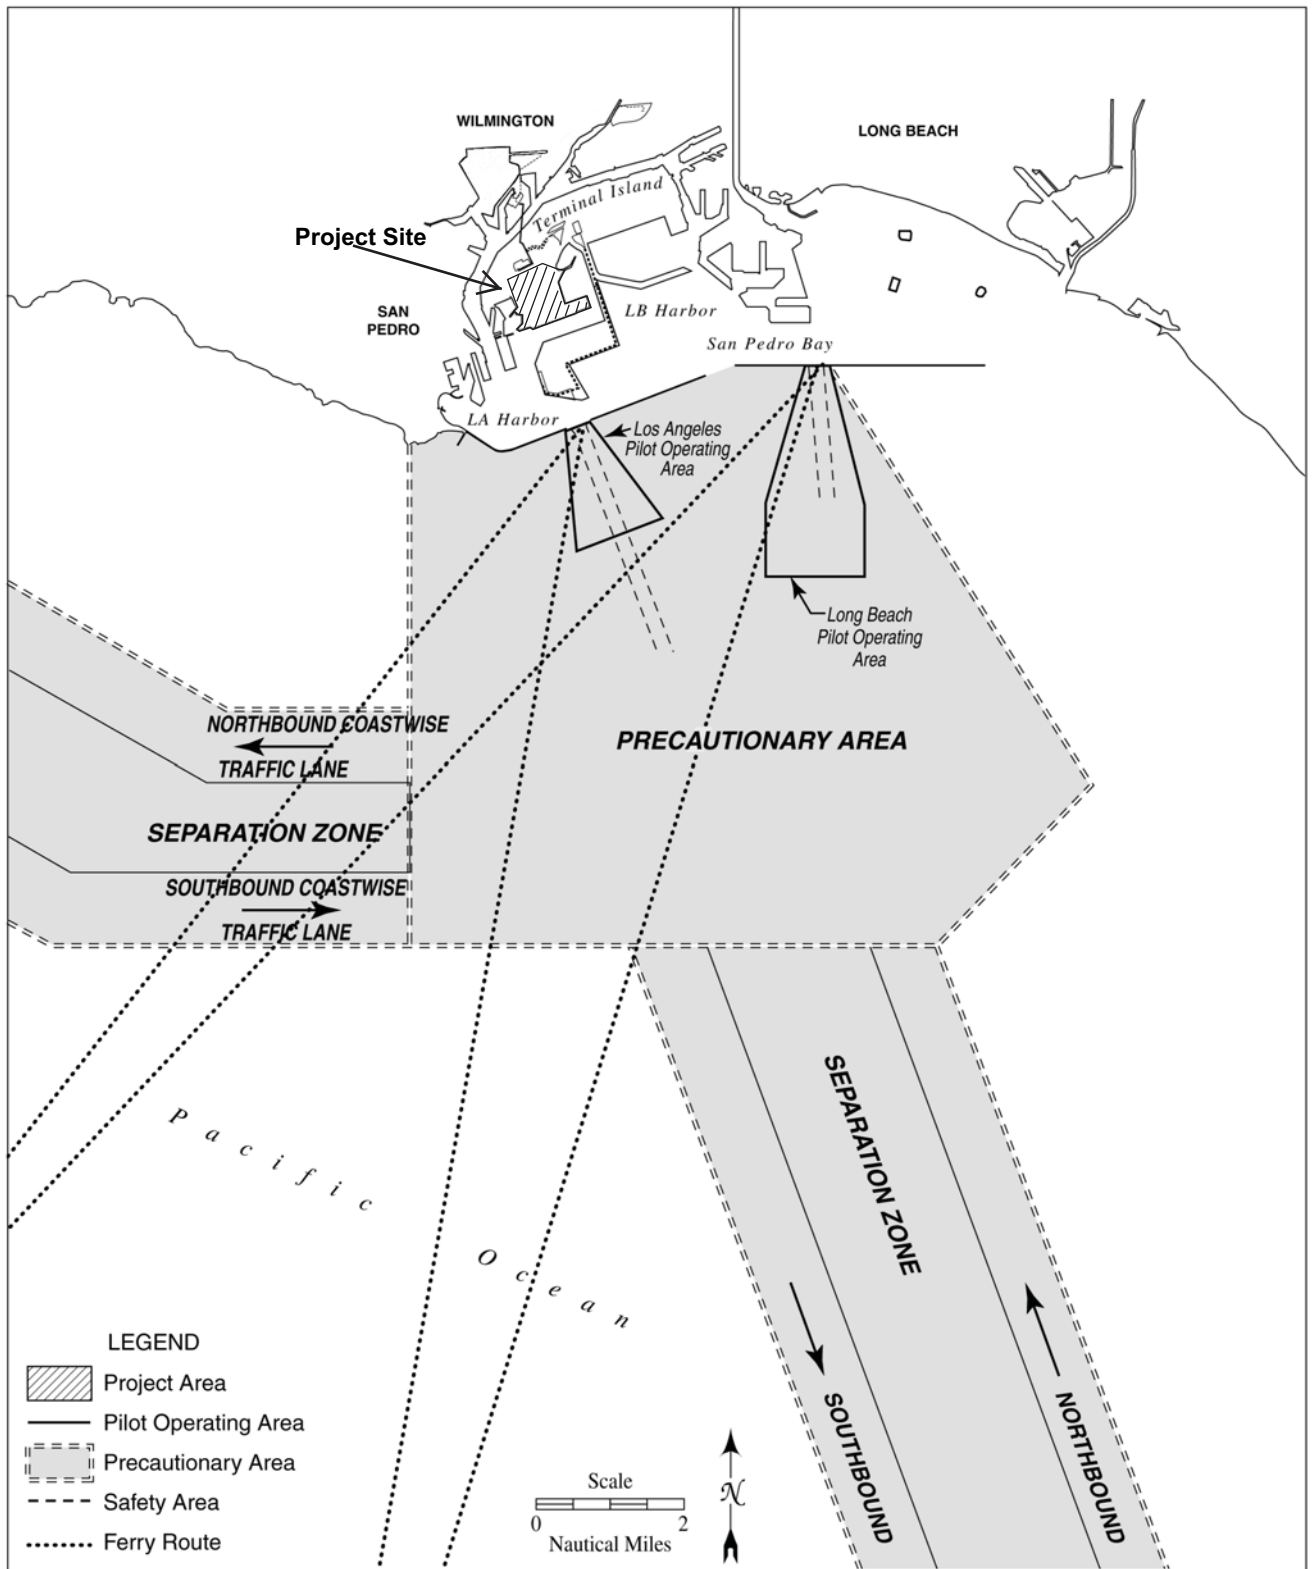 WILMINGTON
LONG BEACH
Terminal Island
Project Site
SAN
PEDRO
LB Harbor
San Pedro Bay
LA Harbor
Los Angeles
Pilot Operating
Area
Long Beach
Pilot Operating
Area
NORTHBOUND COASTWISE
TRAFFIC LANE
PRECAUTIONARY AREA
SEPARATION ZONE
SOUTHBOUND COASTWISE
TRAFFIC LANE
Pacific
Ocean
SEPARATION ZONE
SOUTHBOUND
NORTHBOUND
LEGEND
Project Area
Pilot Operating Area
Precautionary Area
Safety Area
Ferry Route
Scale
0 2
Nautical Miles
N